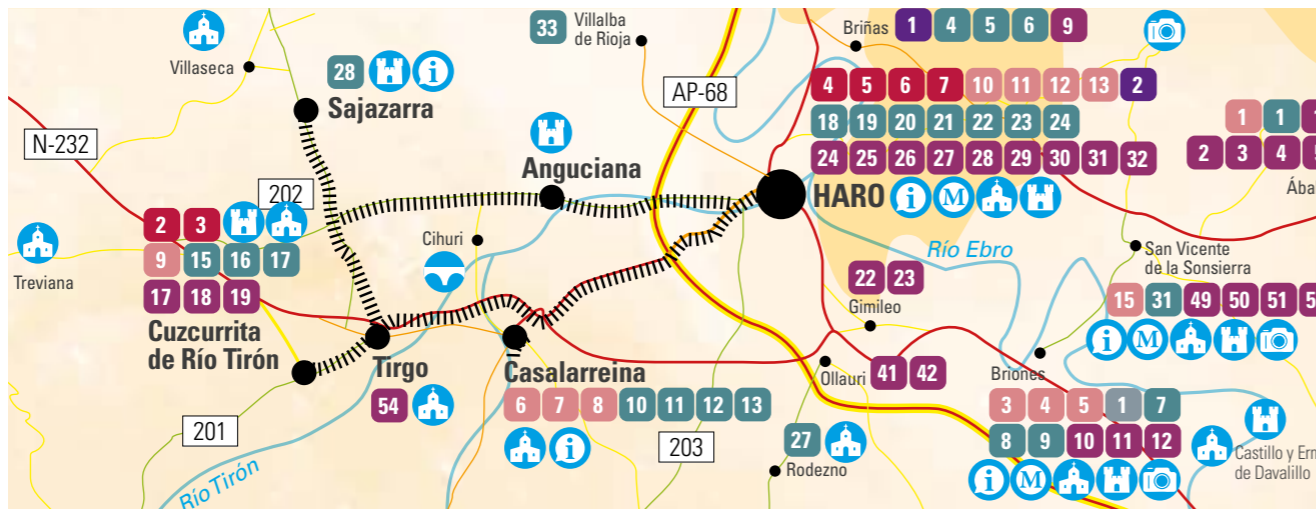 33
Villalba
de Rioja
Briñas
1 4 5 6 9
Villaseca
28 i
Sajazarra
AP-68
4 5 6 7 10 11 12 13 2
18 19 20 21 22 23 24
24 25 26 27 28 29 30 31 32
HARO i M
1 1
2 3 4
N-232
Anguciana
202
2 3
9 15 16 17
17 18 19
Cuzcurrita
de Río Tirón
Treviana
Cihuri
Río Ebro
San Vicente
de la Sonsierra
15 31 49 50 51
i M
22 23
Gimileo
Tirgo
54
Casalarreina
6 7 8 10 11 12 13
i
Ollauri 41 42
Briones
3 4 5 1 7
8 9 10 11 12
i M
201
Río Tirón
203
27
Rodezno
Castillo y
de Davalillo